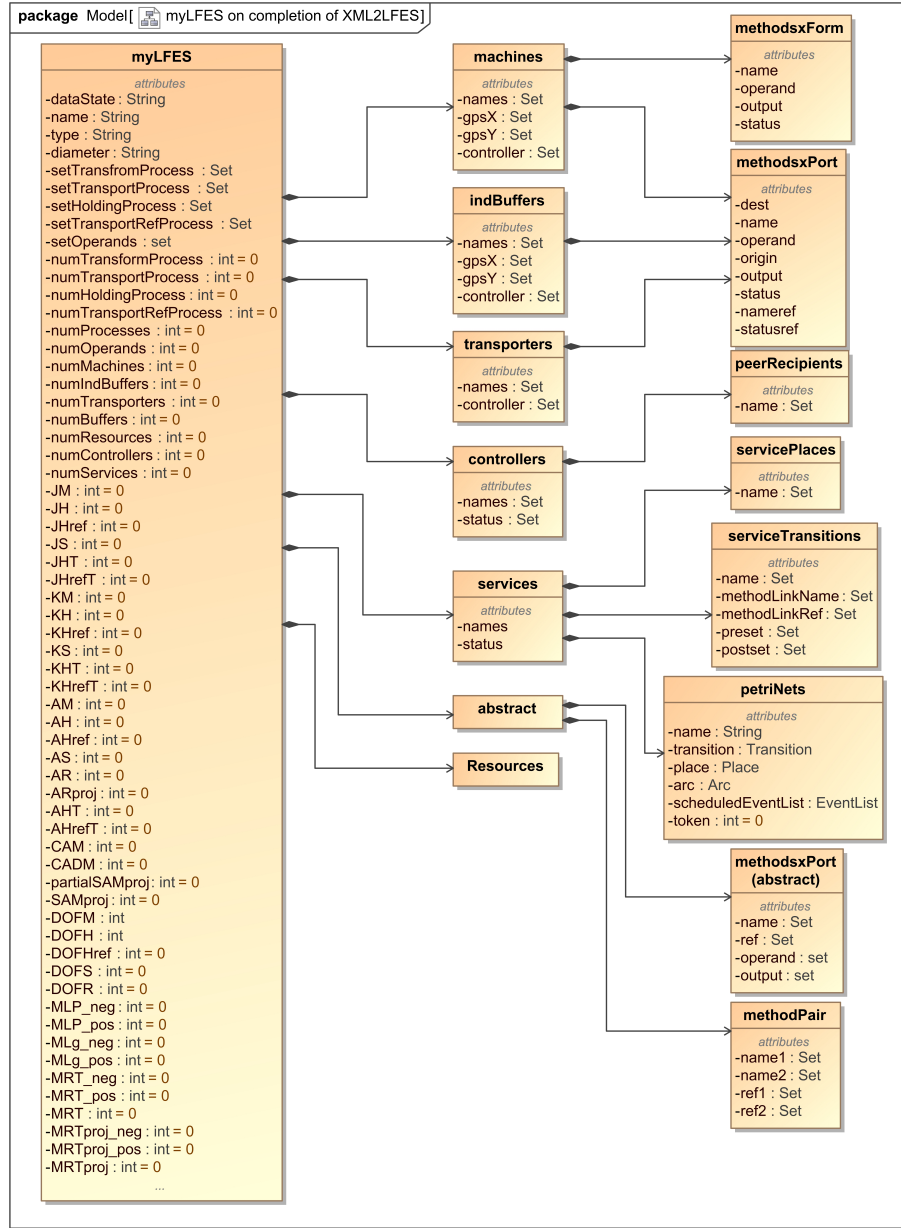 package Model[ myLFES on completion of XML2LFES]
myLFES
attributes
-dataState : String
-name : String
-type : String
-diameter : String
-setTransfromProcess : Set
-setTransportProcess : Set
-setHoldingProcess : Set
-setTransportRefProcess : Set
-setOperands : set
-numTransformProcess : int = 0
-numTransportProcess : int = 0
-numHoldingProcess : int = 0
-numTransportRefProcess : int = 0
-numProcesses : int = 0
-numOperands : int = 0
-numMachines : int = 0
-numIndBuffers : int = 0
-numTransporters : int = 0
-numBuffers : int = 0
-numResources : int = 0
-numControllers : int = 0
-numServices : int = 0
-JM : int = 0
-JH : int = 0
-JHref : int = 0
-JS : int = 0
-JHT : int = 0
-JHrefT : int = 0
-KM : int = 0
-KH : int = 0
-KHref : int = 0
-KS : int = 0
-KHT : int = 0
-KHrefT : int = 0
-AM : int = 0
-AH : int = 0
-AHref : int = 0
-AS : int = 0
-AR : int = 0
-ARproj : int = 0
-AHT : int = 0
-AHrefT : int = 0
-CAM : int = 0
-CADM : int = 0
-partialSAMproj : int = 0
-SAMproj : int = 0
-DOFM : int
-DOFH : int
-DOFHref : int = 0
-DOFS : int = 0
-DOFR : int = 0
-MLP_neg : int = 0
-MLP_pos : int = 0
-MLg_neg : int = 0
-MLg_pos : int = 0
-MRT_neg : int = 0
-MRT_pos : int = 0
-MRT : int = 0
-MRTproj_neg : int = 0
-MRTproj_pos : int = 0
-MRTproj : int = 0
...
machines
attributes
-names : Set
-gpsX : Set
-gpsY : Set
-controller : Set
indBuffers
attributes
-names : Set
-gpsX : Set
-gpsY : Set
-controller : Set
transporters
attributes
-names : Set
-controller : Set
controllers
attributes
-names : Set
-status : Set
services
attributes
-names
-status
abstract
Resources
methodsxForm
attributes
-name
-operand
-output
-status
methodsxPort
attributes
-dest
-name
-operand
-origin
-output
-status
-nameref
-statusref
peerRecipients
attributes
-name : Set
servicePlaces
attributes
-name : Set
serviceTransitions
attributes
-name : Set
-methodLinkName : Set
-methodLinkRef : Set
-preset : Set
-postset : Set
petriNets
attributes
-name : String
-transition : Transition
-place : Place
-arc : Arc
-scheduledEventList : EventList
-token : int = 0
methodsxPort
(abstract)
attributes
-name : Set
-ref : Set
-operand : set
-output : set
methodPair
attributes
-name1 : Set
-name2 : Set
-ref1 : Set
-ref2 : Set